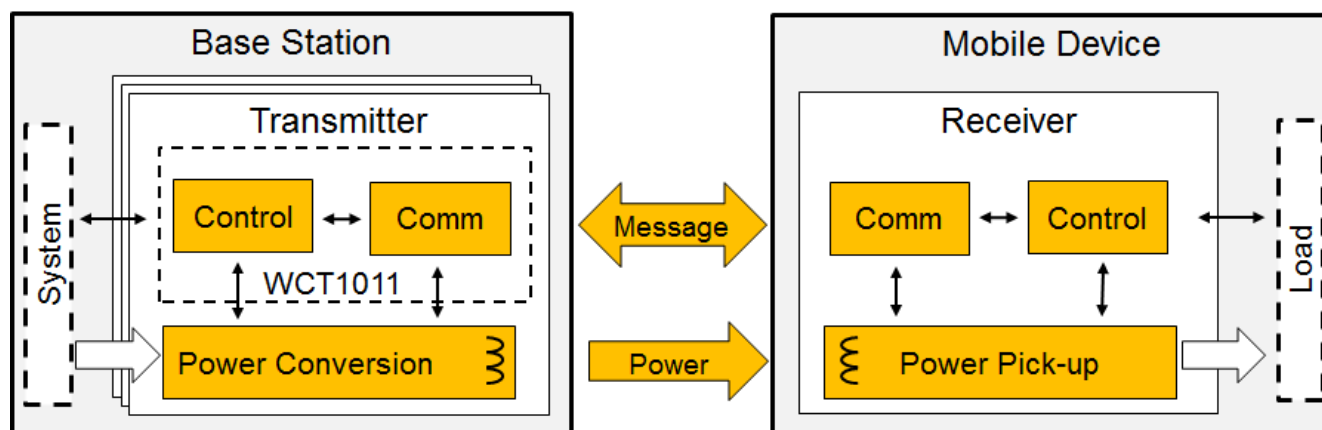 Base Station
Transmitter
System
Control
Comm
WCT1011
Power Conversion
Message
Power
Mobile Device
Receiver
Comm
Control
Power Pick-up
Load